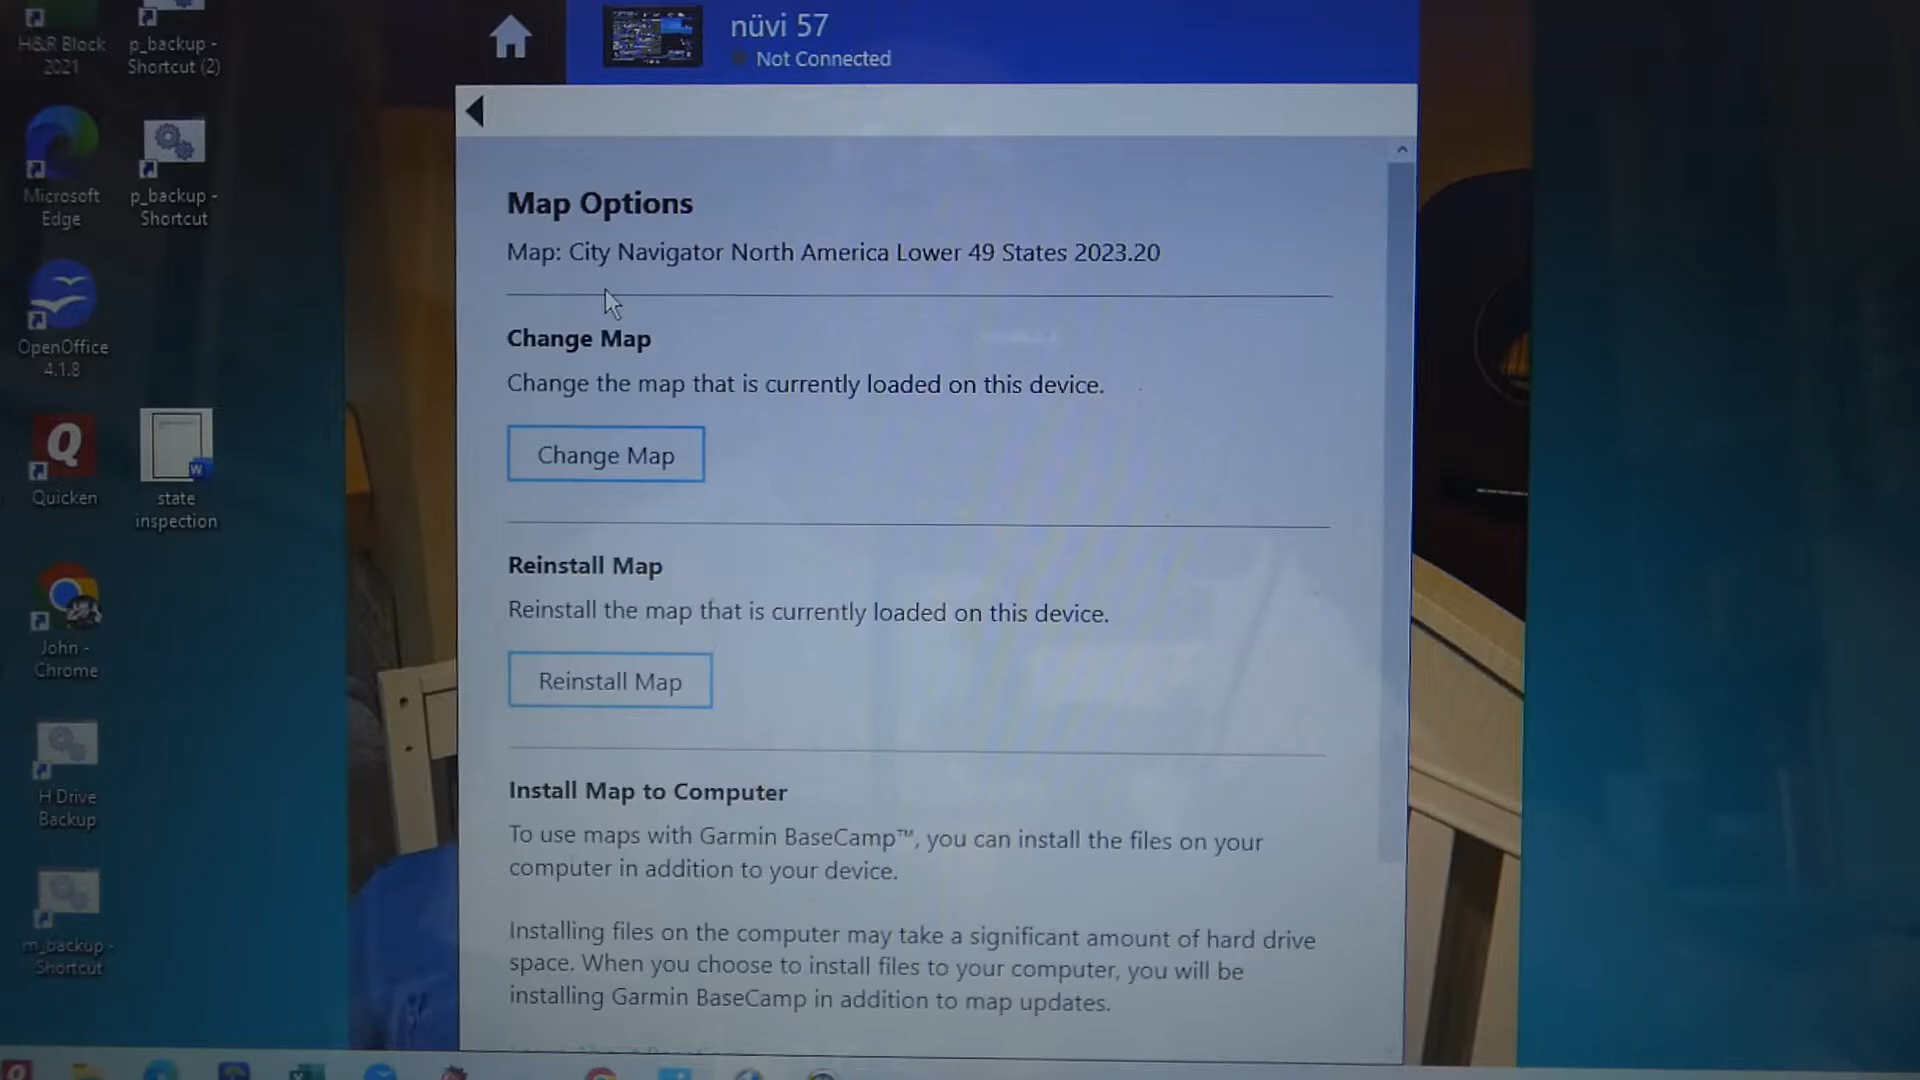 H&R Block
2021
p_backup -
Shortcut (2)
nüvi 57
Not Connected
Microsoft
Edge
p_backup -
Shortcut
Map Options
Map: City Navigator North America Lower 49 States 2023.20
OpenOffice
4.1.8
Change Map
Change the map that is currently loaded on this device.
Change Map
Q
Quicken
W
state
inspection
Reinstall Map
Reinstall the map that is currently loaded on this device.
Reinstall Map
John -
Chrome
H Drive
Backup
Install Map to Computer
To use maps with Garmin BaseCamp™, you can install the files on your
computer in addition to your device.
Installing files on the computer may take a significant amount of hard drive
space. When you choose to install files to your computer, you will be
installing Garmin BaseCamp in addition to map updates.
m_backup -
Shortcut